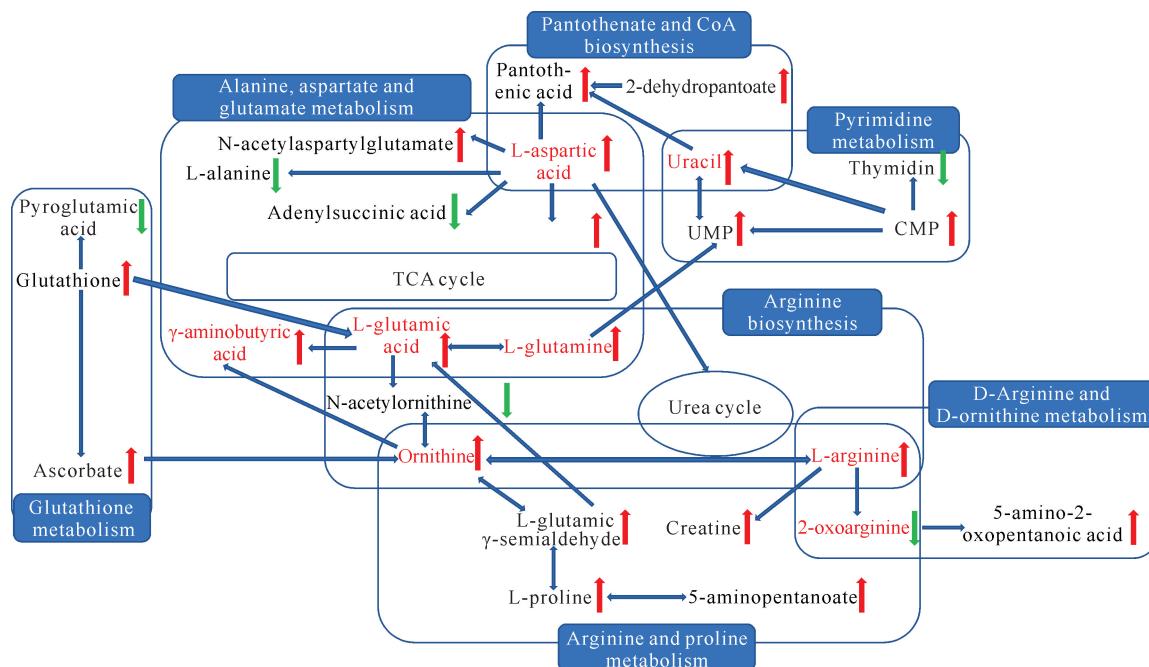 Pantothenate and CoA
biosynthesis
Alanine, aspartate and
glutamate metabolism
Pantoth-
enic acid
2-dehydropantoate
Pyrimidine
metabolism
N-acetylaspartylglutamate
L-aspartic
acid
Uracil
Thymidin
L-alanine
Adenylsuccinic acid
UMP
CMP
Pyroglutamic
acid
Glutathione
TCA cycle
Arginine
biosynthesis
γ-aminobutyric
acid
L-glutamic
acid
L-glutamine
N-acetylornithine
Urea cycle
D-Arginine and
D-ornithine metabolism
Ascorbate
Ornithine
L-arginine
Glutathione
metabolism
L-glutamic
γ-semialdehyde
Creatine
2-oxoarginine
5-amino-2-
oxopentanoic acid
L-proline
5-aminopentanoate
Arginine and proline
metabolism